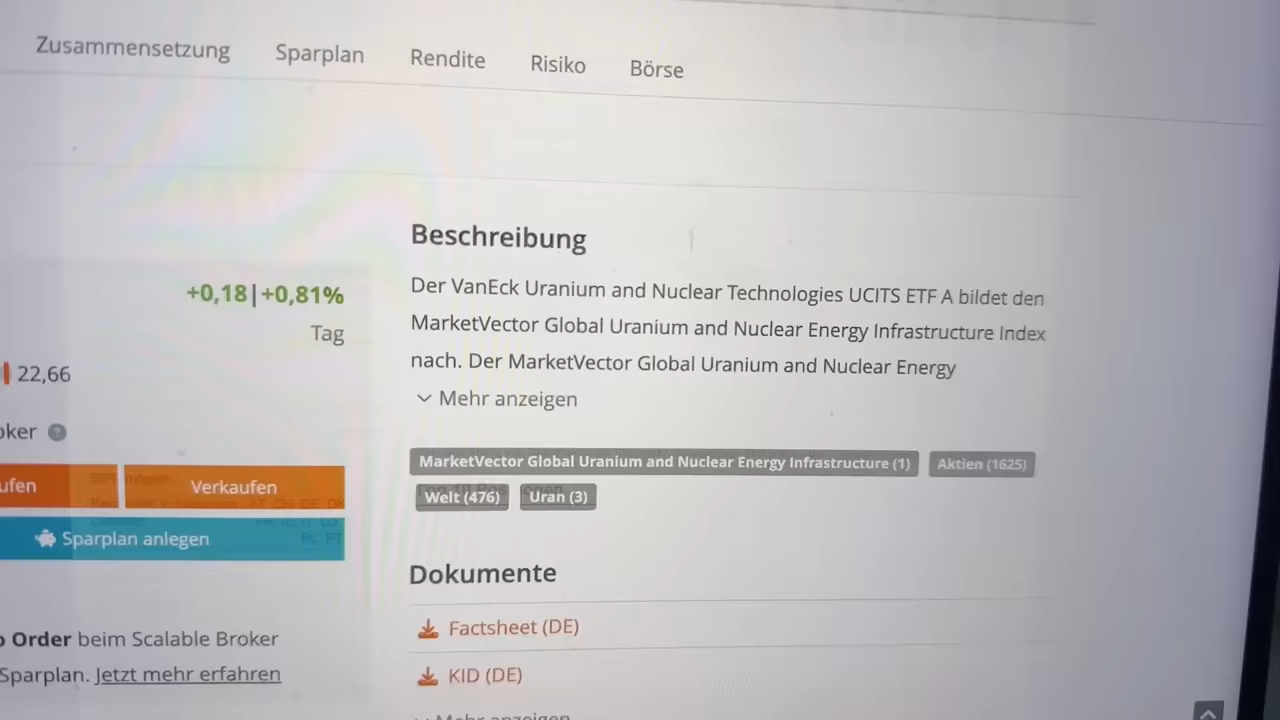 Zusammensetzung Sparplan Rendite Risiko Börse
+0,18|+0,81%
Tag
22,66
oker ?
ufen Verkaufen
Sparplan anlegen
o Order beim Scalable Broker
Sparplan. Jetzt mehr erfahren
Beschreibung
Der VanEck Uranium and Nuclear Technologies UCITS ETF A bildet den
MarketVector Global Uranium and Nuclear Energy Infrastructure Index
nach. Der MarketVector Global Uranium and Nuclear Energy
Mehr anzeigen
MarketVector Global Uranium and Nuclear Energy Infrastructure (1) Aktien (1625)
Welt (476) Uran (3)
Dokumente
Factsheet (DE)
KID (DE)
Mehr anzeigen